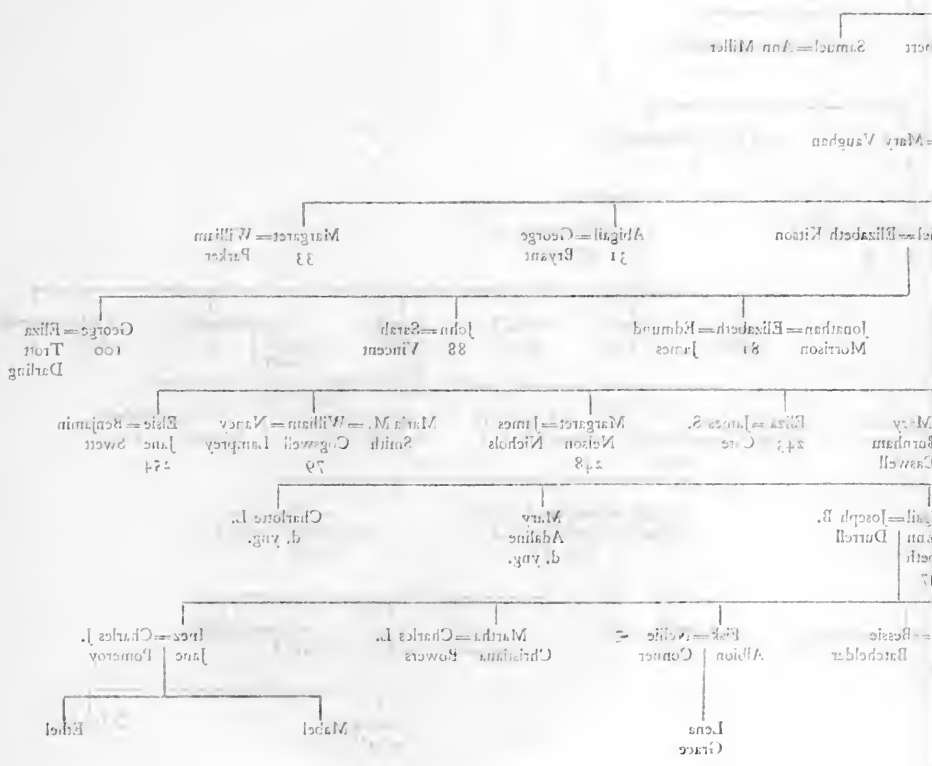 Samuel=Ann Miller
=Mary Vaughan
=Elizabeth Kitson Abigail=George Margaret=William
31 Bryant 33 Parker
Jonathan=Elizabeth=Edmund John=Sarah George=Eliza
Morrison 81 James 88 Vincent 100 Trott
Darling
Mary Eliza=James S. Margaret=James Maria M.=William=Nancy Elsie=Benjamin
Burnham 243 Cate Nelson Nichols Smith Cogswell Lamprey Jane Swett
Caswell 248 79 254
=Joseph B. Mary Charlotte L.
Durrell Adaline d. yng.
d. yng.
=Bessie Fisk=Nellie Martha=Charles L. Inez=Charles J.
Batchelder Albion Conner Christiana Bowers Jane Pomeroy
Lena Mabel Ethel
Grace